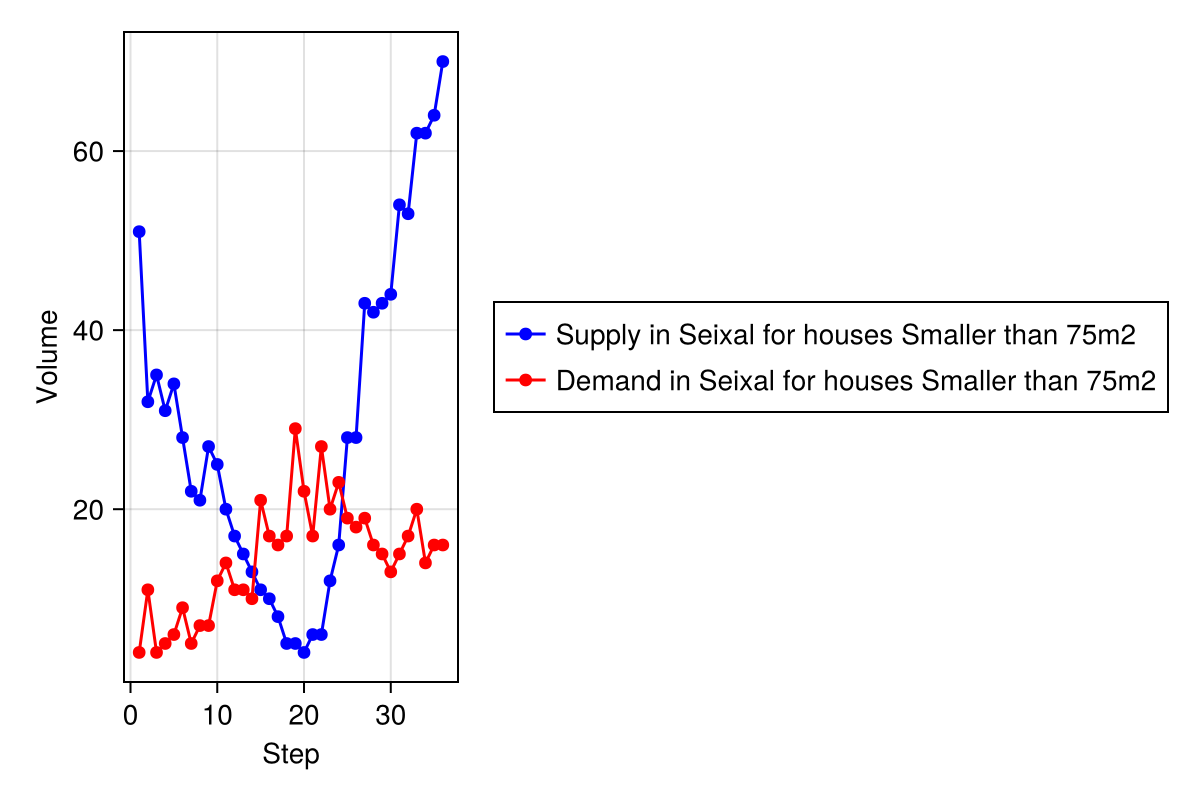 Volume
60
40
20
0 10 20 30
Step
Supply in Seixal for houses Smaller than 75m2
Demand in Seixal for houses Smaller than 75m2